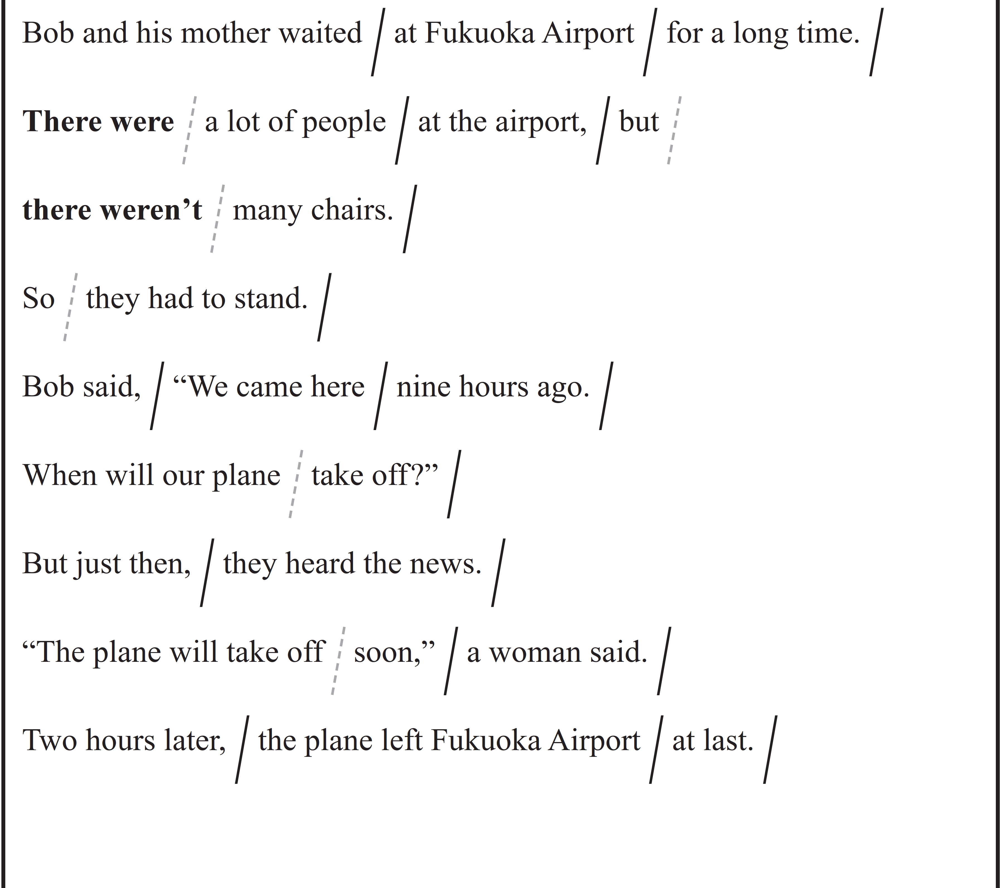 Bob and his mother waited / at Fukuoka Airport / for a long time. /
There were / a lot of people / at the airport, / but /
there weren’t / many chairs. /
So / they had to stand. /
Bob said, / “We came here / nine hours ago. /
When will our plane / take off?” /
But just then, / they heard the news. /
“The plane will take off / soon,” / a woman said. /
Two hours later, / the plane left Fukuoka Airport / at last. /